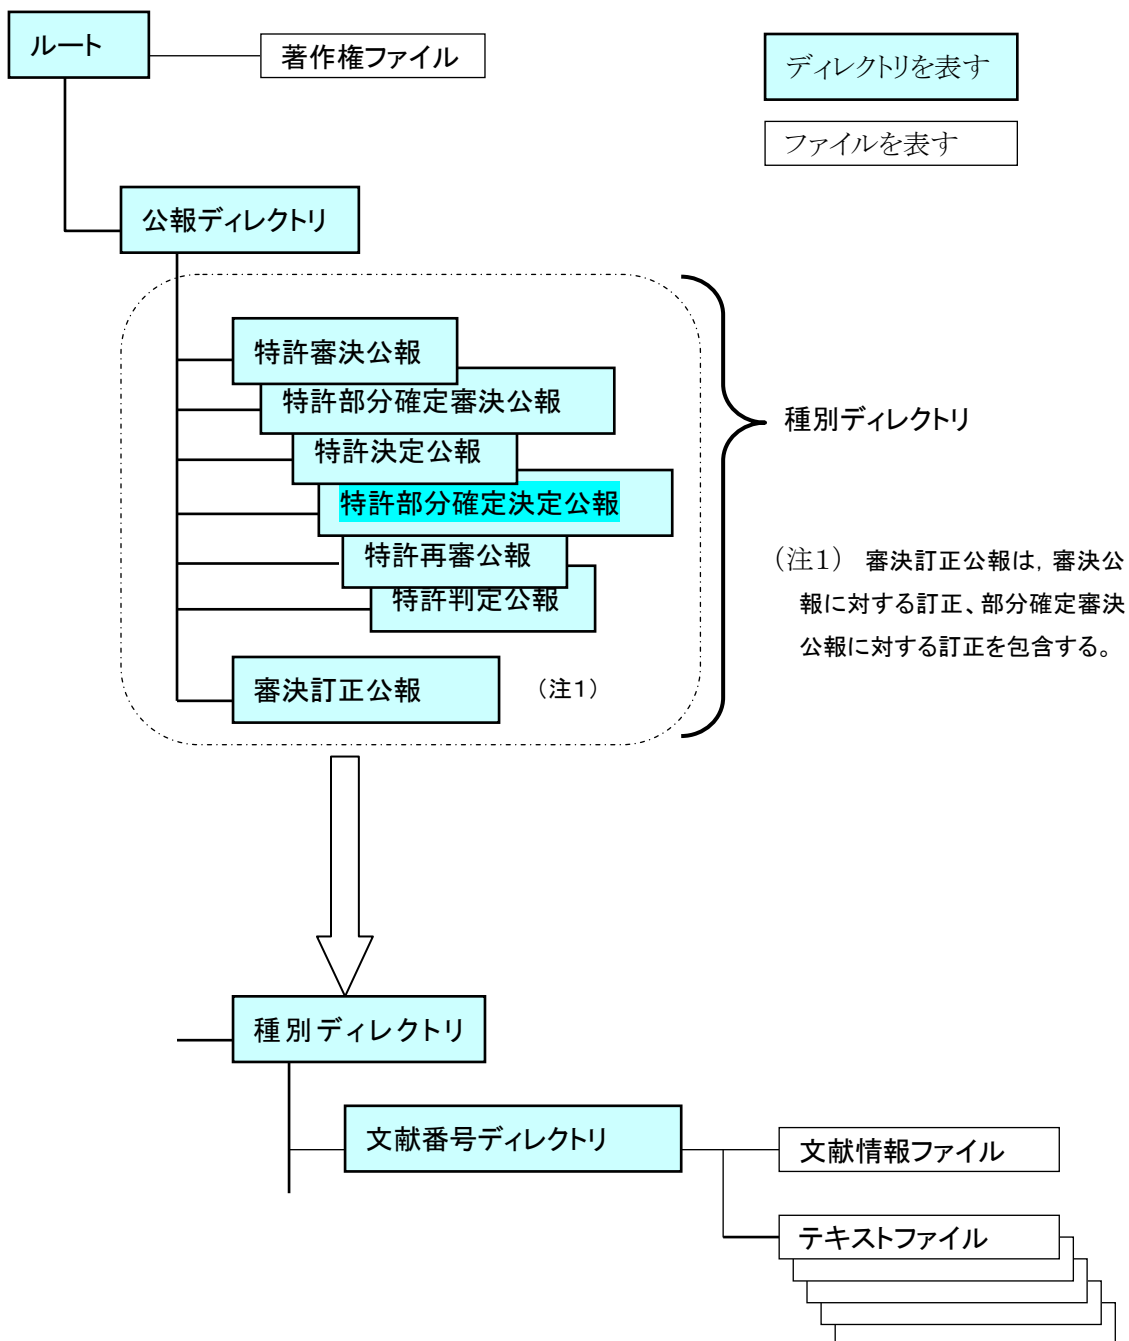 ルート
著作権ファイル
ディレクトリを表す
ファイルを表す
公報ディレクトリ
特許審決公報
特許部分確定審決公報
特許決定公報
特許部分確定決定公報
特許再審公報
特許判定公報
審決訂正公報
（注１）
種別ディレクトリ
（注1） 審決訂正公報は，審決公
報に対する訂正、部分確定審決
公報に対する訂正を包含する。
種別ディレクトリ
文献番号ディレクトリ
文献情報ファイル
テキストファイル